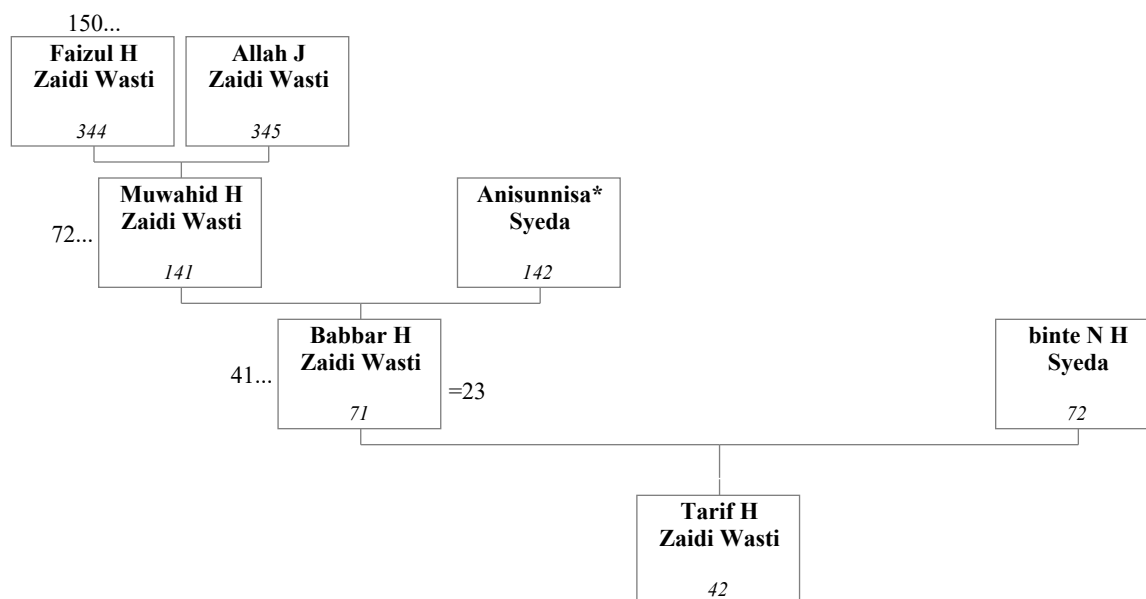 150...
Faizul H
Zaidi Wasti
344
Allah J
Zaidi Wasti
345
72...
Muwahid H
Zaidi Wasti
141
Anisunnisa*
Syeda
142
41...
Babbar H
Zaidi Wasti
71
=23
binte N H
Syeda
72
Tarif H
Zaidi Wasti
42